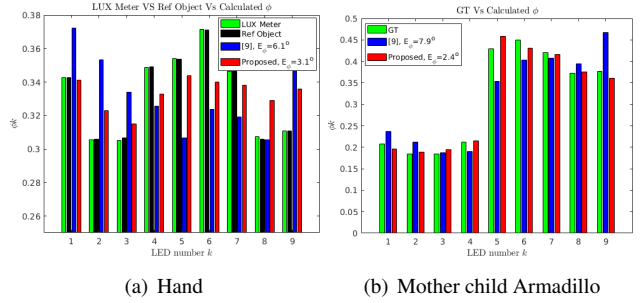 LUX Meter VS Ref Object Vs Calculated ϕ
LUX Meter
Ref Object
[9], E_ϕ=6.1°
Proposed, E_ϕ=3.1°
ϕk
0.38
0.36
0.34
0.32
0.3
0.28
0.26
1 2 3 4 5 6 7 8 9
LED number k
(a) Hand
GT Vs Calculated ϕ
GT
[9], E_ϕ=7.9°
Proposed, E_ϕ=2.4°
ϕk
0.5
0.45
0.4
0.35
0.3
0.25
0.2
0.15
0.1
0.05
0
1 2 3 4 5 6 7 8 9
LED number k
(b) Mother child Armadillo